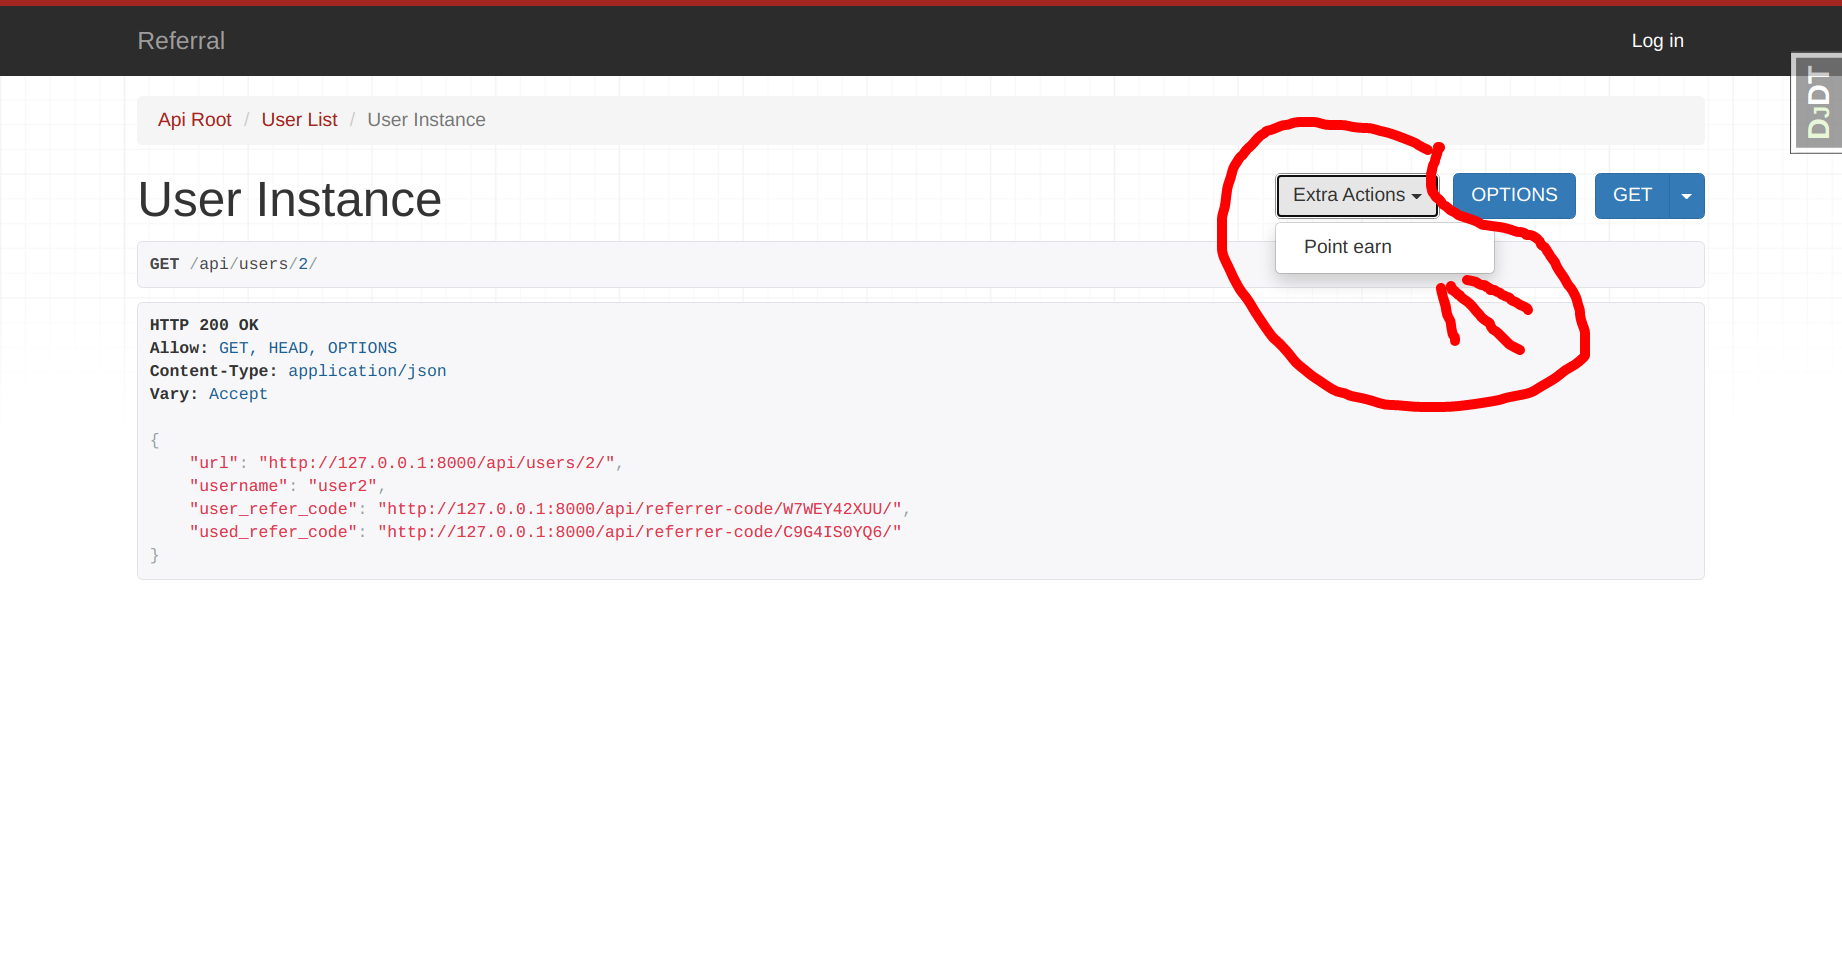 Referral
Log in
DJDT
Api Root / User List / User Instance
User Instance
Extra Actions
OPTIONS
GET
Point earn
GET /api/users/2/
HTTP 200 OK
Allow: GET, HEAD, OPTIONS
Content-Type: application/json
Vary: Accept
{
    "url": "http://127.0.0.1:8000/api/users/2/",
    "username": "user2",
    "user_refer_code": "http://127.0.0.1:8000/api/referrer-code/W7WEY42XUU/",
    "used_refer_code": "http://127.0.0.1:8000/api/referrer-code/C9G4IS0YQ6/"
}